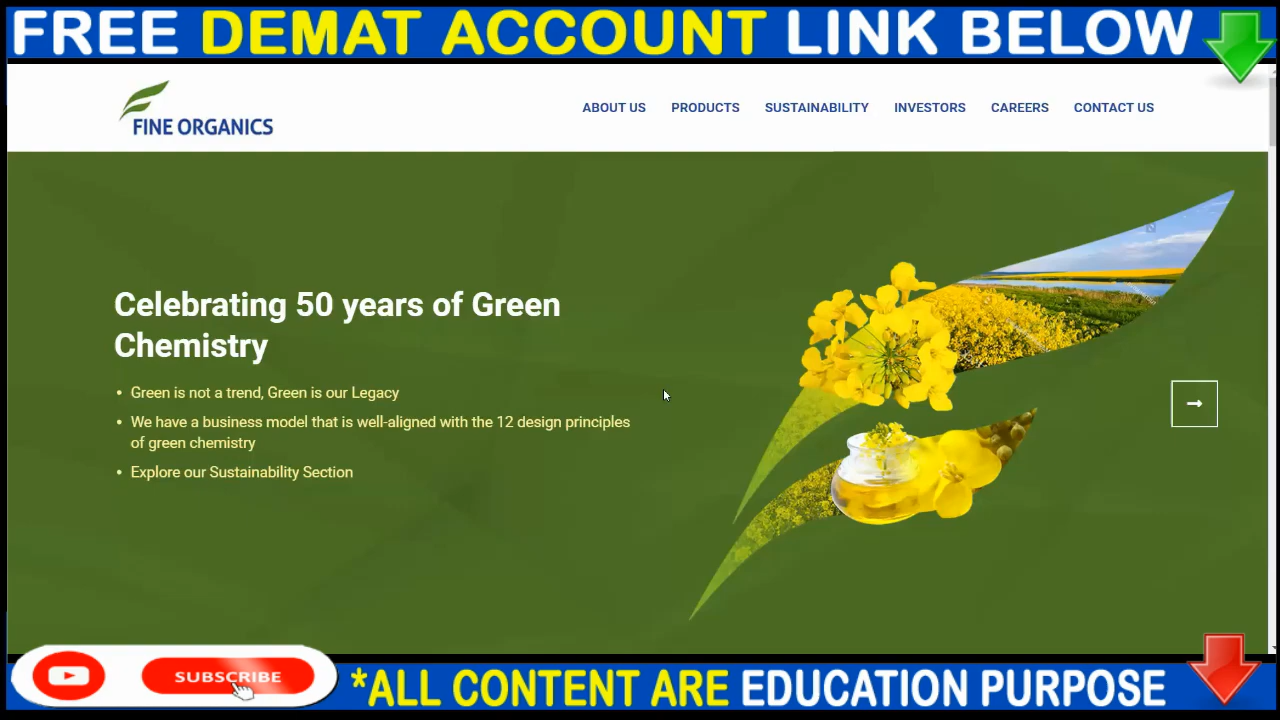 FREE DEMAT ACCOUNT LINK BELOW
FINE ORGANICS
ABOUT US PRODUCTS SUSTAINABILITY INVESTORS CAREERS CONTACT US
Celebrating 50 years of Green
Chemistry
• Green is not a trend, Green is our Legacy
• We have a business model that is well-aligned with the 12 design principles
of green chemistry
• Explore our Sustainability Section
SUBSCRIBE
*ALL CONTENT ARE EDUCATION PURPOSE